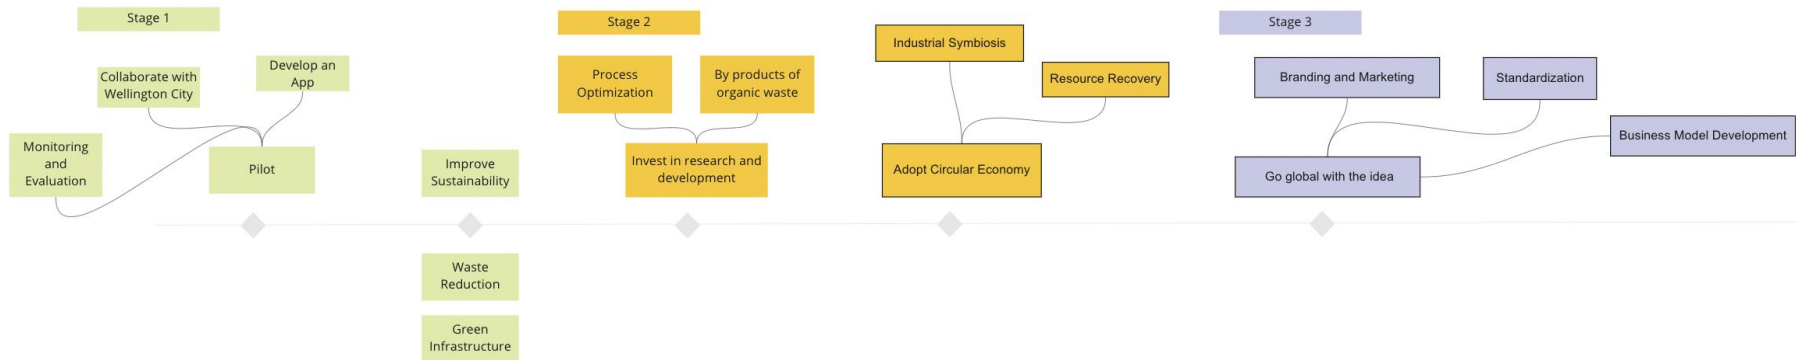 Stage 1
Collaborate with
Wellington City
Develop an
App
Monitoring
and
Evaluation
Pilot
Improve
Sustainability
Waste
Reduction
Green
Infrastructure
Stage 2
Process
Optimization
By products of
organic waste
Invest in research and
development
Industrial Symbiosis
Resource Recovery
Adopt Circular Economy
Stage 3
Branding and Marketing
Standardization
Business Model Development
Go global with the idea